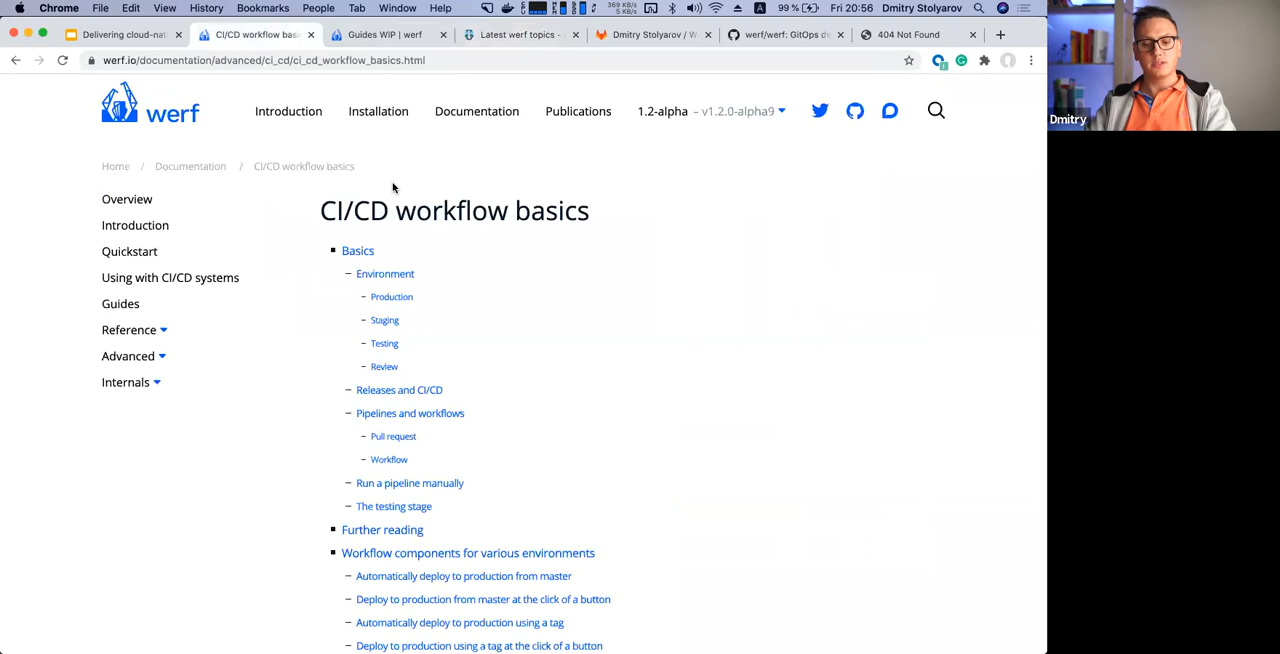 Chrome File Edit View History Bookmarks People Tab Window Help 369 KB/s 5 KB/s A 99 % Fri 20:56 Dmitry Stolyarov
Delivering cloud-nat CI/CD workflow basi Guides WIP | werf Latest werf topics - Dmitry Stolyarov / W werf/werf: GitOps de 404 Not Found
werf.io/documentation/advanced/ci_cd/ci_cd_workflow_basics.html
werf Introduction Installation Documentation Publications 1.2-alpha – v1.2.0-alpha9
Dmitry
Home / Documentation / CI/CD workflow basics
Overview
Introduction
Quickstart
Using with CI/CD systems
Guides
Reference
Advanced
Internals
CI/CD workflow basics
Basics
– Environment
– Production
– Staging
– Testing
– Review
– Releases and CI/CD
– Pipelines and workflows
– Pull request
– Workflow
– Run a pipeline manually
– The testing stage
Further reading
Workflow components for various environments
– Automatically deploy to production from master
– Deploy to production from master at the click of a button
– Automatically deploy to production using a tag
– Deploy to production using a tag at the click of a button